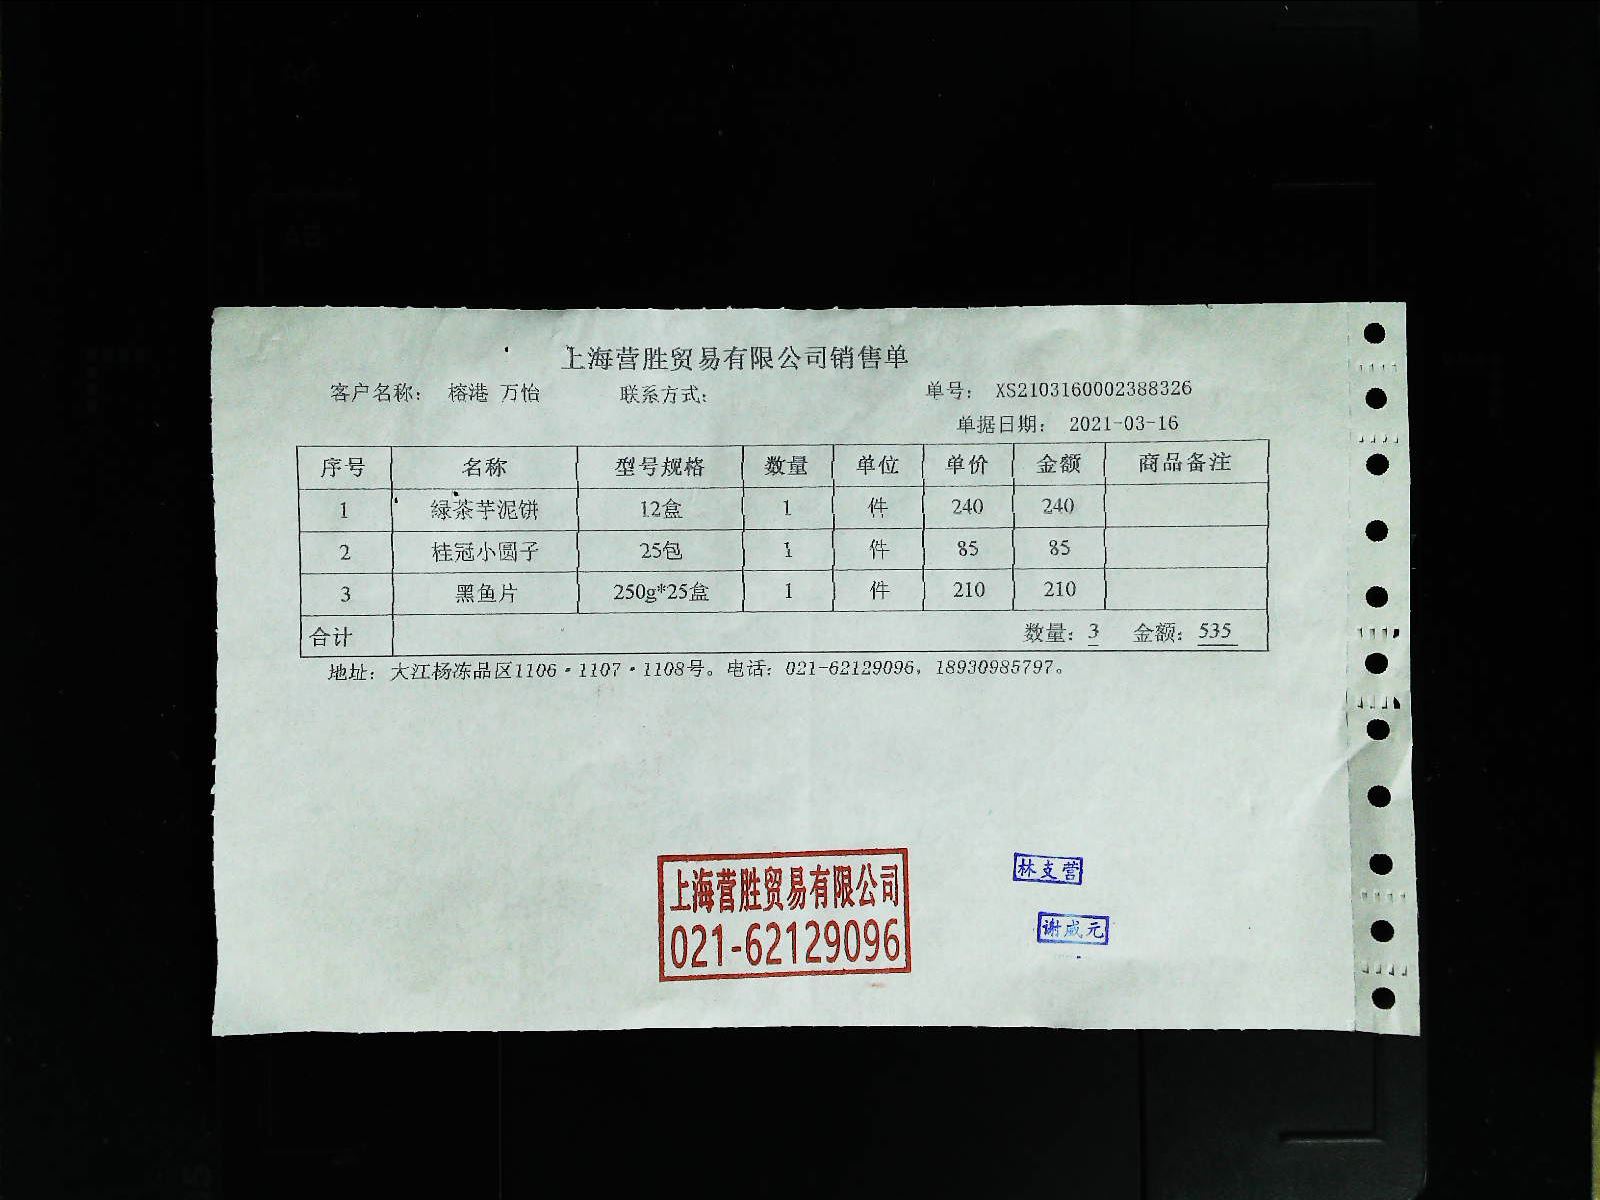 上海营胜贸易有限公司销售单
客户名称： 榕港 万怡 联系方式： 单号： XS2103160002388326
单据日期： 2021-03-16
序号 名称 型号规格 数量 单位 单价 金额 商品备注
1 绿茶芋泥饼 12盒 1 件 240 240
2 桂冠小圆子 25包 1 件 85 85
3 黑鱼片 250g*25盒 1 件 210 210
合计 数量：3 金额：535
地址：大江杨冻品区1106·1107·1108号。电话：021-62129096，18930985797。
上海营胜贸易有限公司
021-62129096
林支营
谢成元